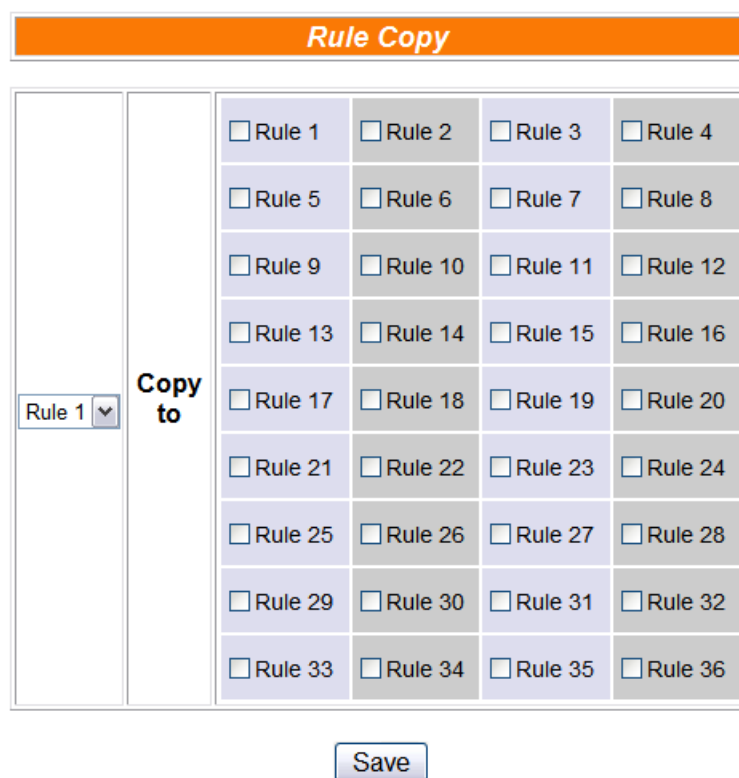 Rule Copy
Rule 1 Rule 2 Rule 3 Rule 4
Rule 5 Rule 6 Rule 7 Rule 8
Rule 9 Rule 10 Rule 11 Rule 12
Rule 13 Rule 14 Rule 15 Rule 16
Rule 1 Copy to Rule 17 Rule 18 Rule 19 Rule 20
Rule 21 Rule 22 Rule 23 Rule 24
Rule 25 Rule 26 Rule 27 Rule 28
Rule 29 Rule 30 Rule 31 Rule 32
Rule 33 Rule 34 Rule 35 Rule 36
Save